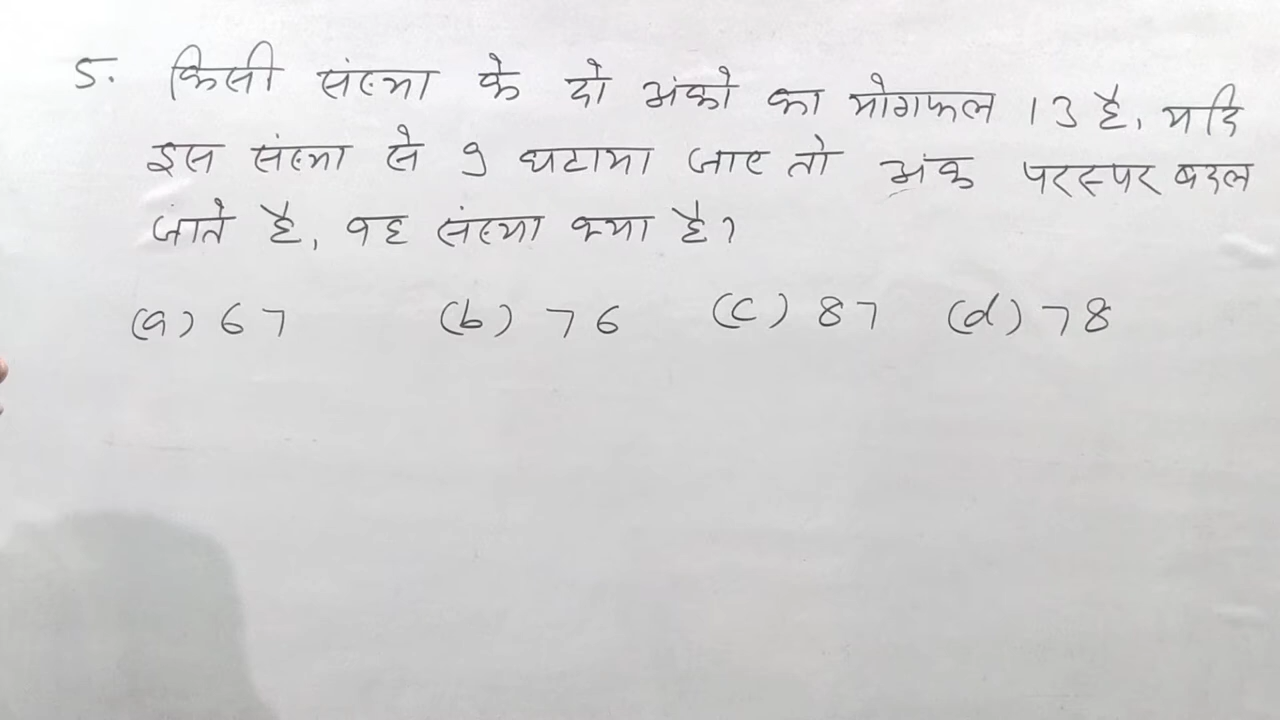 5. किसी संख्या के दो अंको का योगफल 13 है, यदि
इस संख्या से 9 घटाया जाए तो अंक परस्पर बदल
जाते है, वह संख्या क्या है?
(a) 67 (b) 76 (c) 87 (d) 78